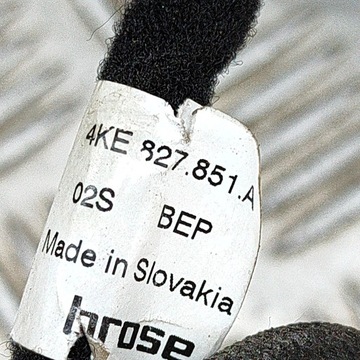 4KE 827.851.A
02S BEP
Made in Slovakia
brose